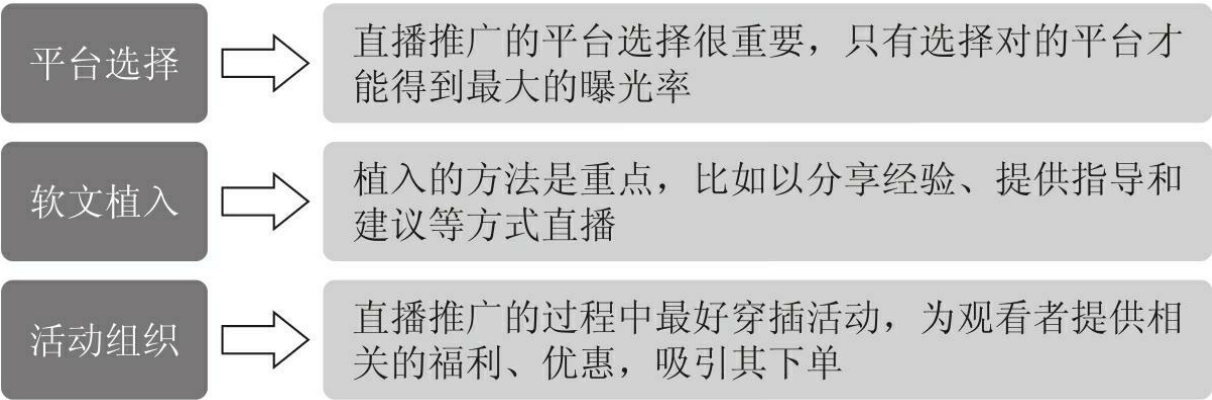 平台选择
直播推广的平台选择很重要，只有选择对的平台才
能得到最大的曝光率
软文植入
植入的方法是重点，比如以分享经验、提供指导和
建议等方式直播
活动组织
直播推广的过程中最好穿插活动，为观看者提供相
关的福利、优惠，吸引其下单